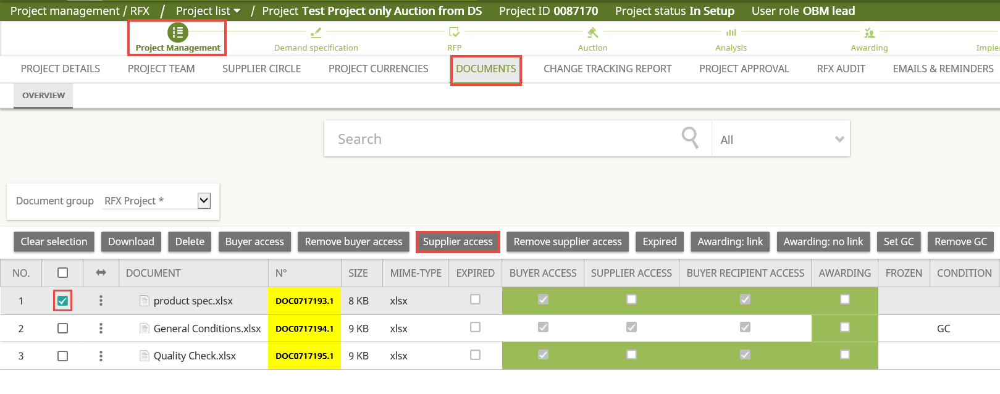 Project management / RFX / Project list / Project Test Project only Auction from DS Project ID 0087170 Project status In Setup User role OBM lead
Project Management Demand specification RFP Auction Analysis Awarding Implem
PROJECT DETAILS PROJECT TEAM SUPPLIER CIRCLE PROJECT CURRENCIES DOCUMENTS CHANGE TRACKING REPORT PROJECT APPROVAL RFX AUDIT EMAILS & REMINDERS
OVERVIEW
Search All
Document group RFX Project *
Clear selection Download Delete Buyer access Remove buyer access Supplier access Remove supplier access Expired Awarding: link Awarding: no link Set GC Remove GC
NO. DOCUMENT N° SIZE MIME-TYPE EXPIRED BUYER ACCESS SUPPLIER ACCESS BUYER RECIPIENT ACCESS AWARDING FROZEN CONDITION
1 product spec.xlsx DOC0717193.1 8 KB xlsx
2 General Conditions.xlsx DOC0717194.1 9 KB xlsx GC
3 Quality Check.xlsx DOC0717195.1 9 KB xlsx